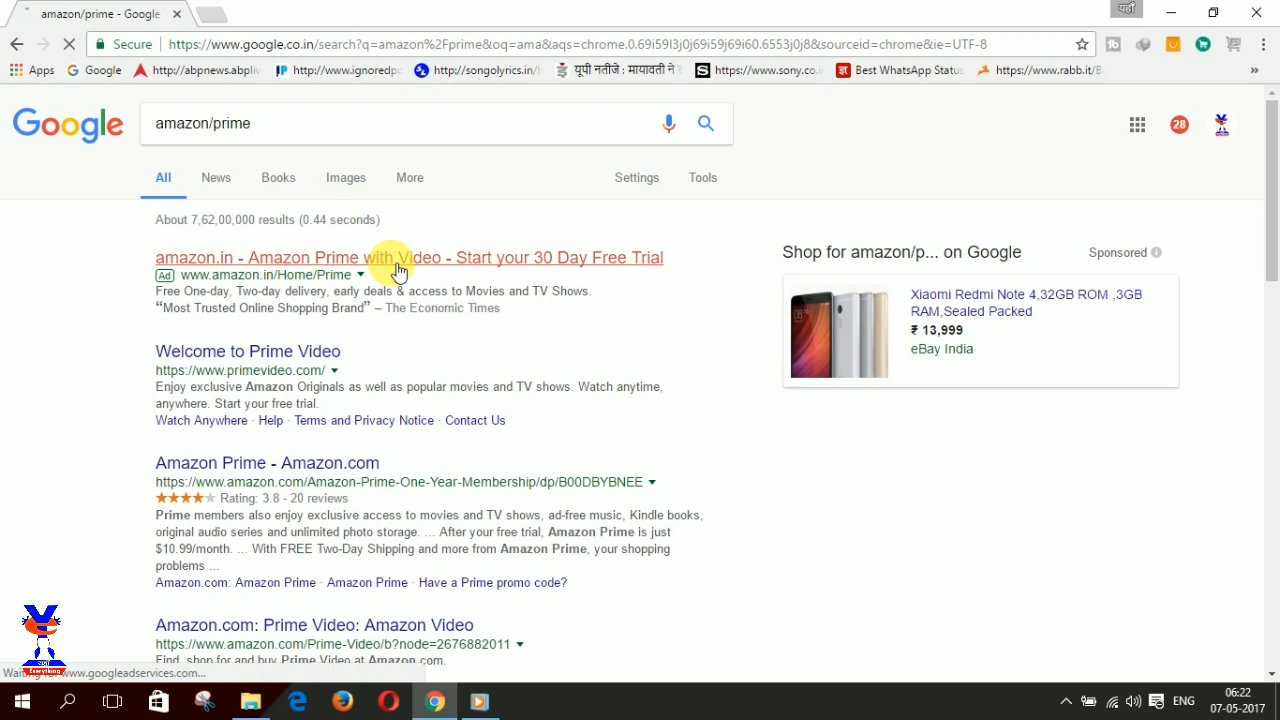 amazon/prime - Google
यहाँ
Secure
https://www.google.co.in/search?q=amazon%2Fprime&oq=ama&aqs=chrome.0.69i59l3j0j69i59j69i60.6553j0j8&sourceid=chrome&ie=UTF-8
Apps
Google
http://abpnews.abpliv
http://www.ignoredpc
http://songolyrics.in/h
यूपी नतीजे : मायावती ने
https://www.sony.co.
Best WhatsApp Status
https://www.rabb.it/B
Google
amazon/prime
28
All News Books Images More Settings Tools
About 7,62,00,000 results (0.44 seconds)
amazon.in - Amazon Prime with Video - Start your 30 Day Free Trial
Ad www.amazon.in/Home/Prime
Free One-day, Two-day delivery, early deals & access to Movies and TV Shows.
“Most Trusted Online Shopping Brand” – The Economic Times
Welcome to Prime Video
https://www.primevideo.com/
Enjoy exclusive Amazon Originals as well as popular movies and TV shows. Watch anytime,
anywhere. Start your free trial.
Watch Anywhere · Help · Terms and Privacy Notice · Contact Us
Amazon Prime - Amazon.com
https://www.amazon.com/Amazon-Prime-One-Year-Membership/dp/B00DBYBNEE
Rating: 3.8 - 20 reviews
Prime members also enjoy exclusive access to movies and TV shows, ad-free music, Kindle books,
original audio series and unlimited photo storage. ... After your free trial, Amazon Prime is just
$10.99/month. ... With FREE Two-Day Shipping and more from Amazon Prime, your shopping
problems ...
Amazon.com: Amazon Prime · Amazon Prime · Have a Prime promo code?
Amazon.com: Prime Video: Amazon Video
https://www.amazon.com/Prime-Video/b?node=2676882011
Find, shop for and buy Prime Video at Amazon.com.
Shop for amazon/p... on Google
Sponsored
Xiaomi Redmi Note 4,32GB ROM ,3GB
RAM,Sealed Packed
₹ 13,999
eBay India
Everything
Waiting for www.googleadservices.com...
ENG
06:22
07-05-2017